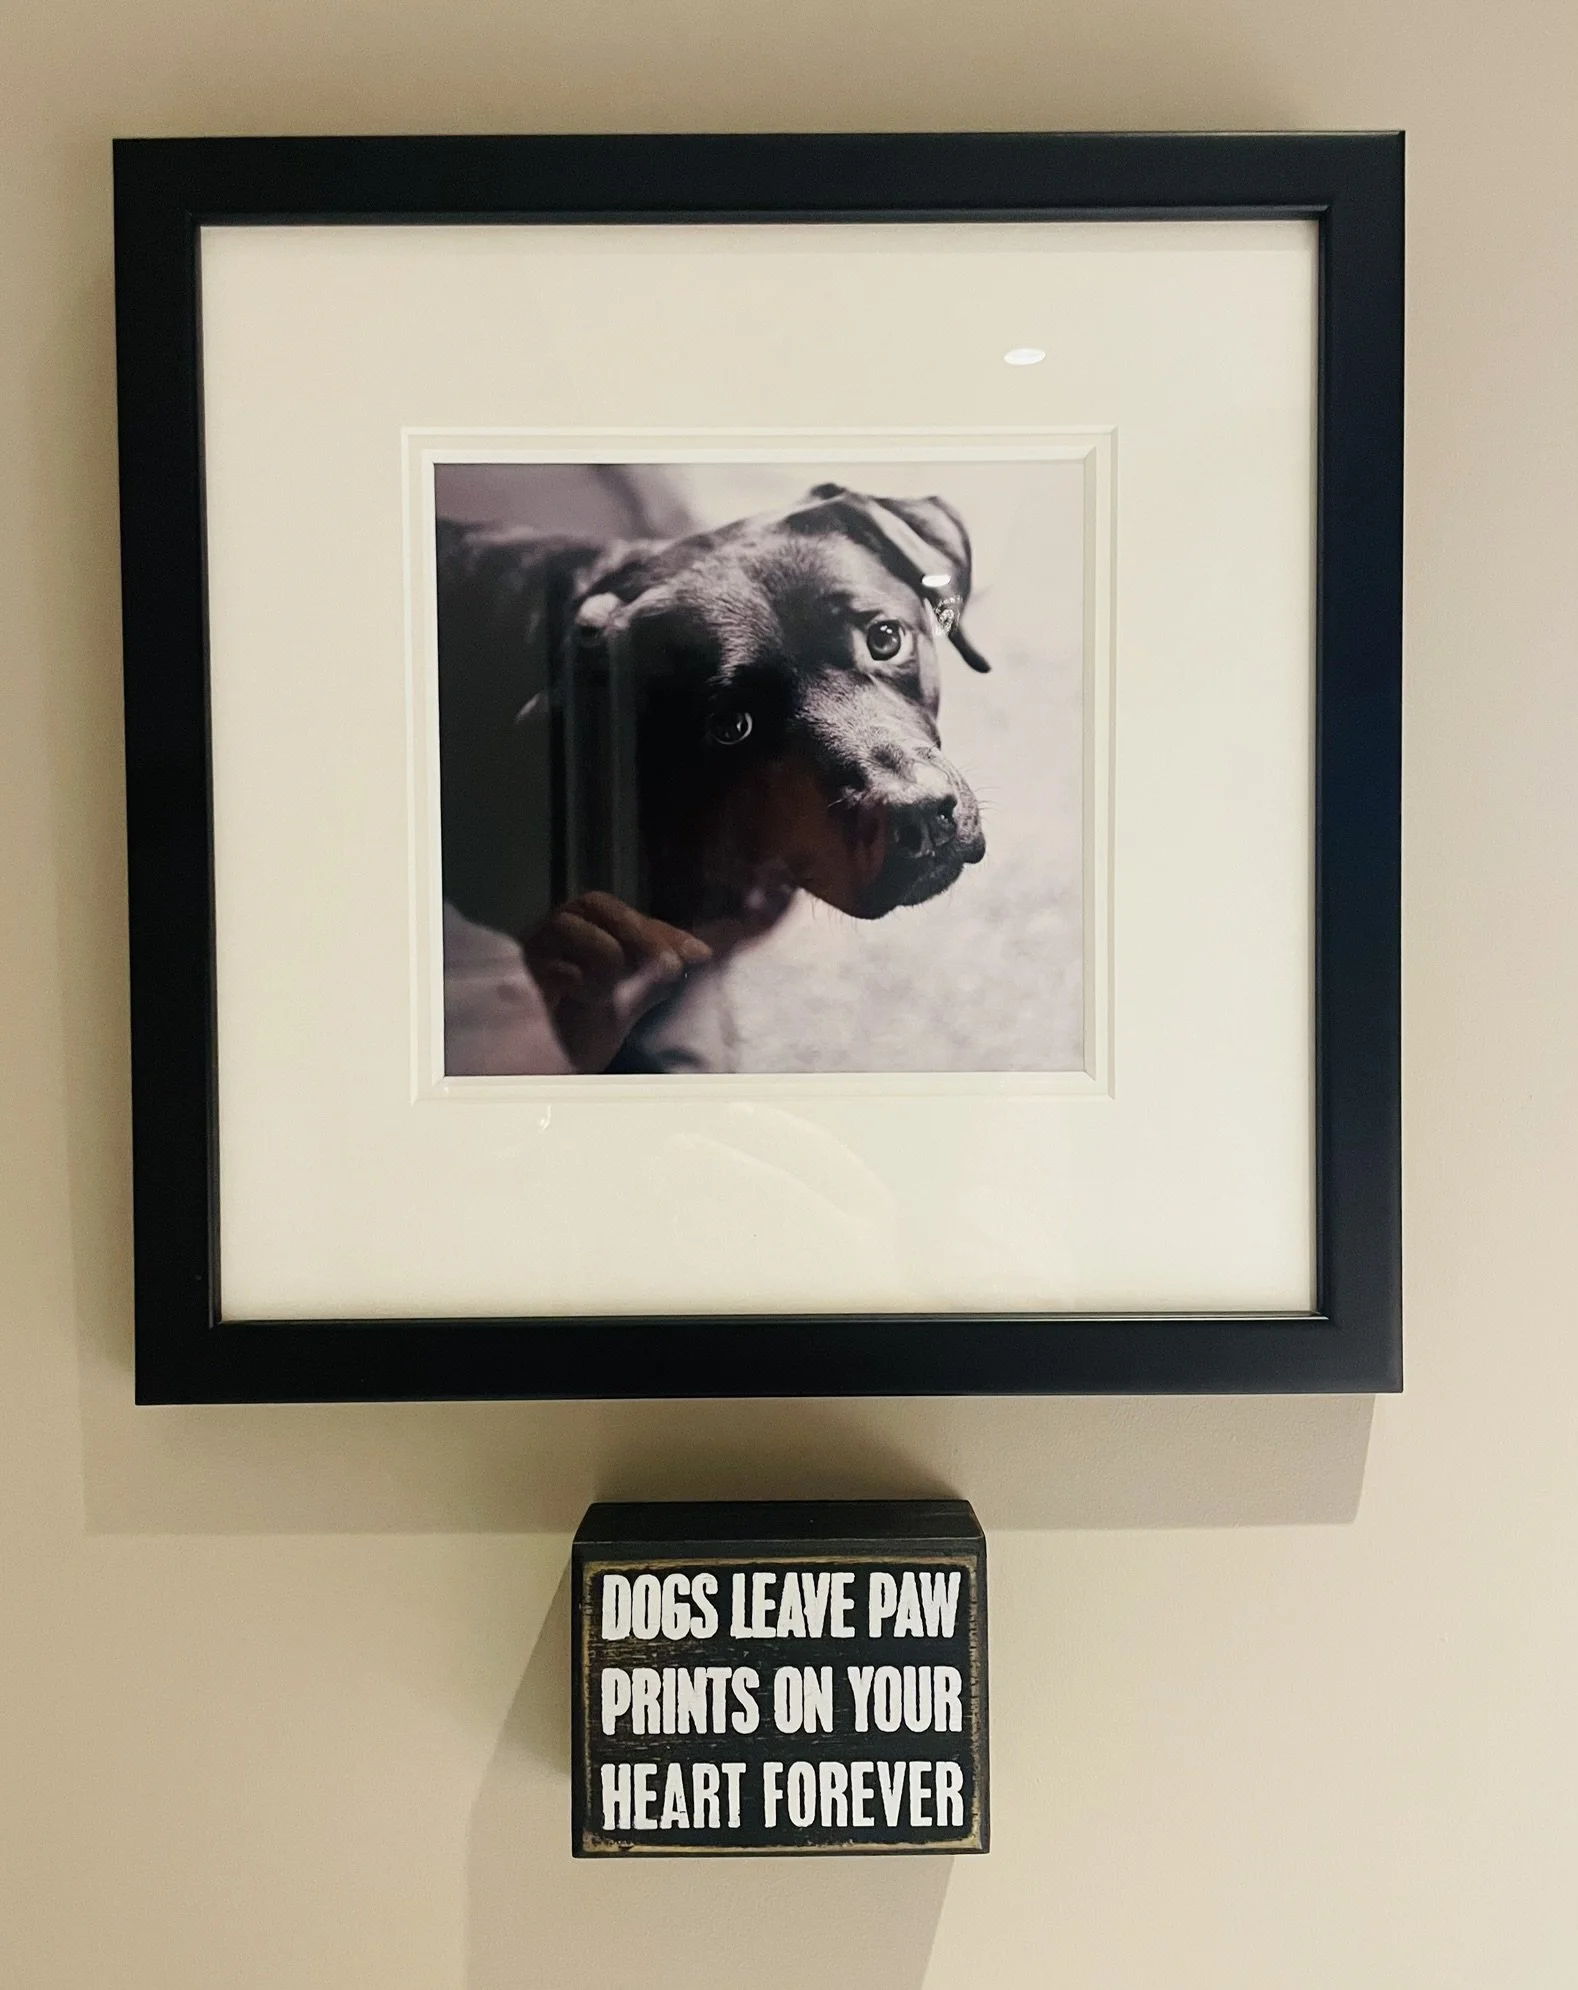 DOGS LEAVE PAW
PRINTS ON YOUR
HEART FOREVER